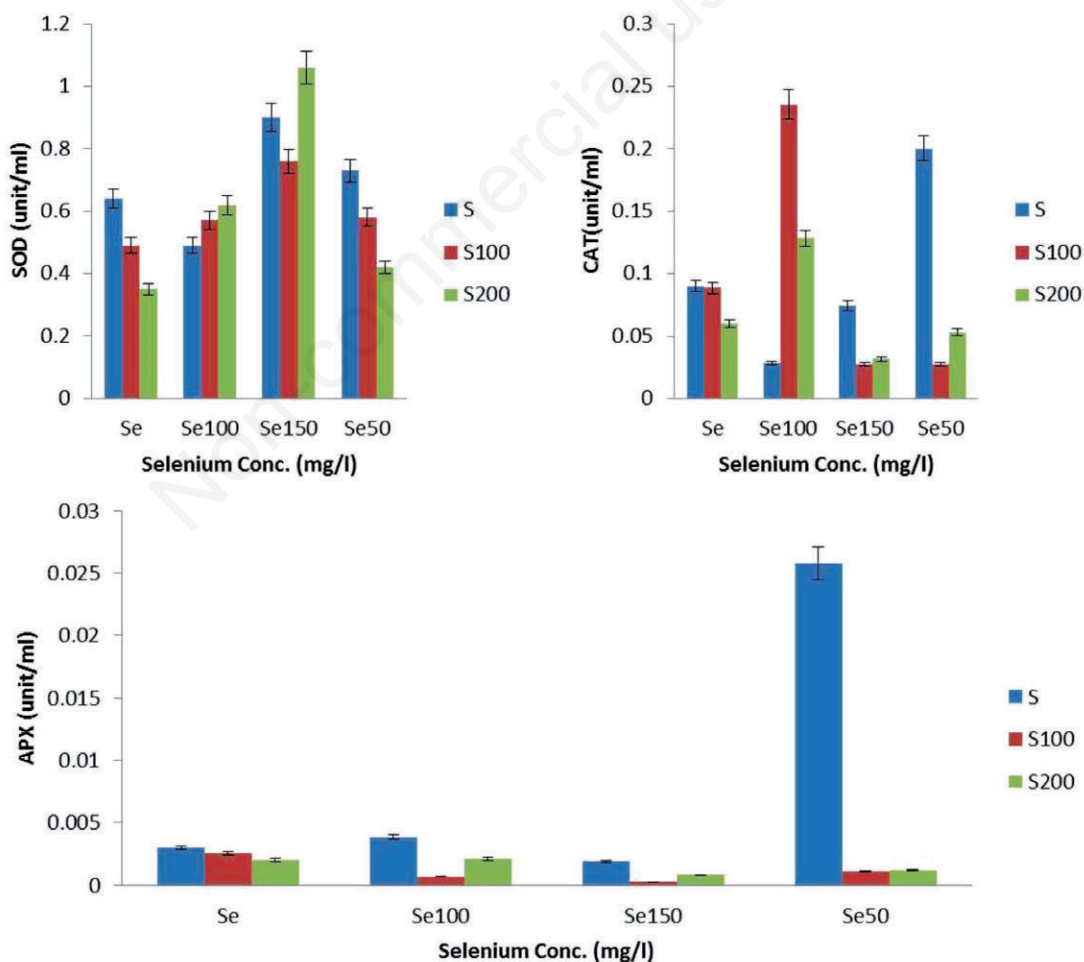 1.2
1
0.8
0.6
0.4
0.2
0
SOD (unit/ml)
Se Se100 Se150 Se50
Selenium Conc. (mg/l)
S
S100
S200
0.3
0.25
0.2
0.15
0.1
0.05
0
CAT(unit/ml)
Se Se100 Se150 Se50
Selenium Conc. (mg/l)
S
S100
S200
0.03
0.025
0.02
0.015
0.01
0.005
0
APX (unit/ml)
Se Se100 Se150 Se50
Selenium Conc. (mg/l)
S
S100
S200
Non-commercial us